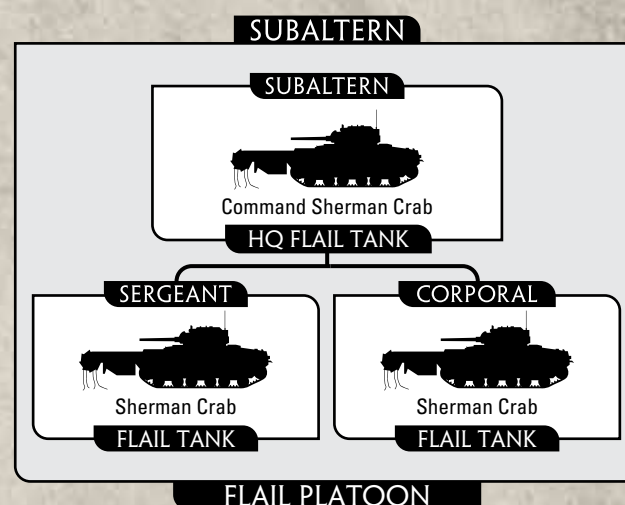 SUBALTERN
SUBALTERN
Command Sherman Crab
HQ FLAIL TANK
SERGEANT
CORPORAL
Sherman Crab
Sherman Crab
FLAIL TANK
FLAIL TANK
FLAIL PLATOON